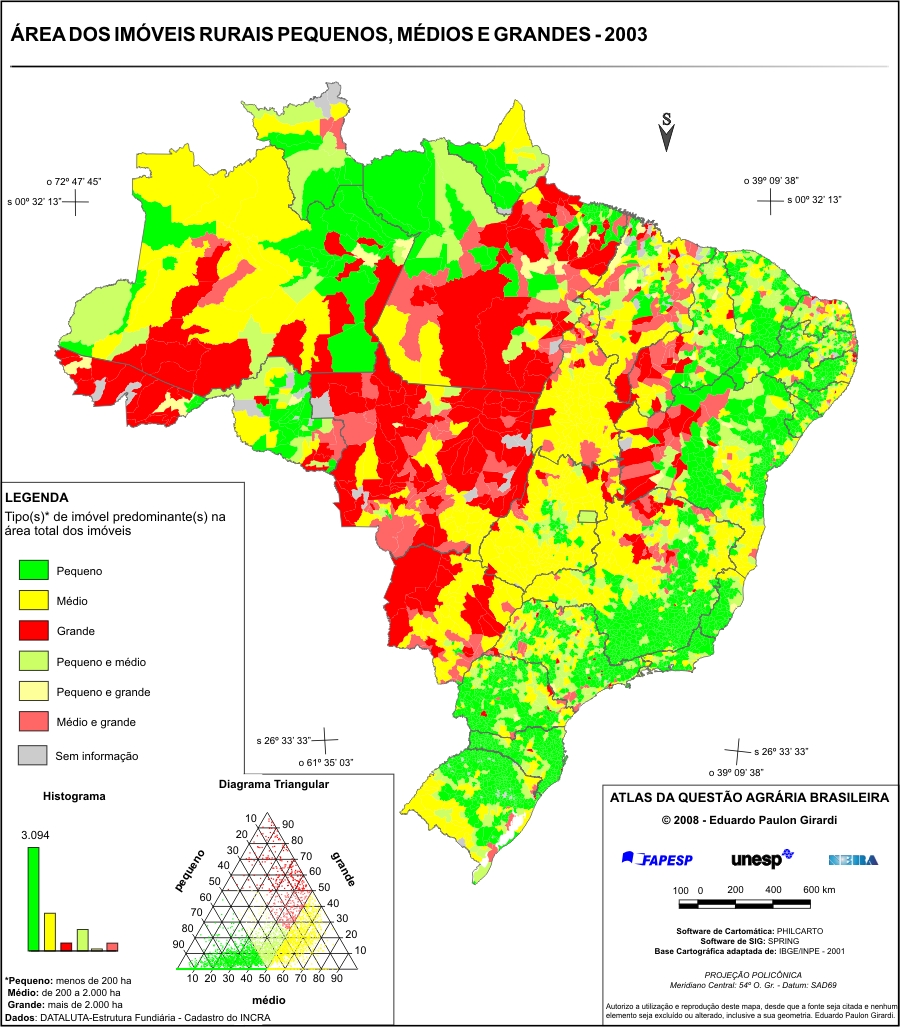 ÁREA DOS IMÓVEIS RURAIS PEQUENOS, MÉDIOS E GRANDES - 2003
S
o 72º 47' 45"
s 00º 32' 13"
o 39º 09' 38"
s 00º 32' 13"
LEGENDA
Tipo(s)* de imóvel predominante(s) na
área total dos imóveis
Pequeno
Médio
Grande
Pequeno e médio
Pequeno e grande
Médio e grande
Sem informação
s 26º 33' 33"
o 61º 35' 03"
s 26º 33' 33"
o 39º 09' 38"
Histograma
3.094
*Pequeno: menos de 200 ha
Médio: de 200 a 2.000 ha
Grande: mais de 2.000 ha
Dados: DATALUTA-Estrutura Fundiária - Cadastro do INCRA
Diagrama Triangular
pequeno
grande
médio
10 20 30 40 50 60 70 80 90
90 80 70 60 50 40 30 20 10
10 20 30 40 50 60 70 80 90
ATLAS DA QUESTÃO AGRÁRIA BRASILEIRA
© 2008 - Eduardo Paulon Girardi
FAPESP
unesp
NERA
100 0 200 400 600 km
Software de Cartomática: PHILCARTO
Software de SIG: SPRING
Base Cartográfica adaptada de: IBGE/INPE - 2001
PROJEÇÃO POLICÔNICA
Meridiano Central: 54º O. Gr. - Datum: SAD69
Autorizo a utilização e reprodução deste mapa, desde que a fonte seja citada e nenhum
elemento seja excluído ou alterado, inclusive a sua geometria. Eduardo Paulon Girardi.